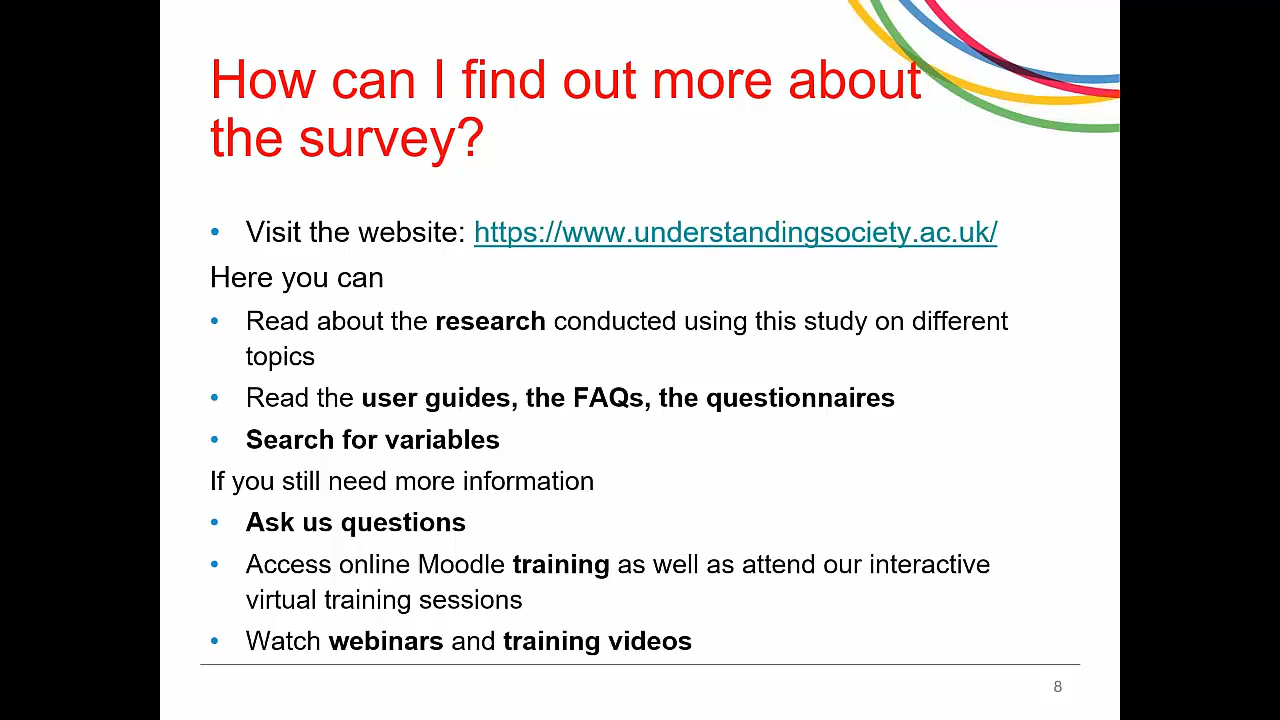 How can I find out more about
the survey?
• Visit the website: https://www.understandingsociety.ac.uk/
Here you can
• Read about the research conducted using this study on different
topics
• Read the user guides, the FAQs, the questionnaires
• Search for variables
If you still need more information
• Ask us questions
• Access online Moodle training as well as attend our interactive
virtual training sessions
• Watch webinars and training videos
8